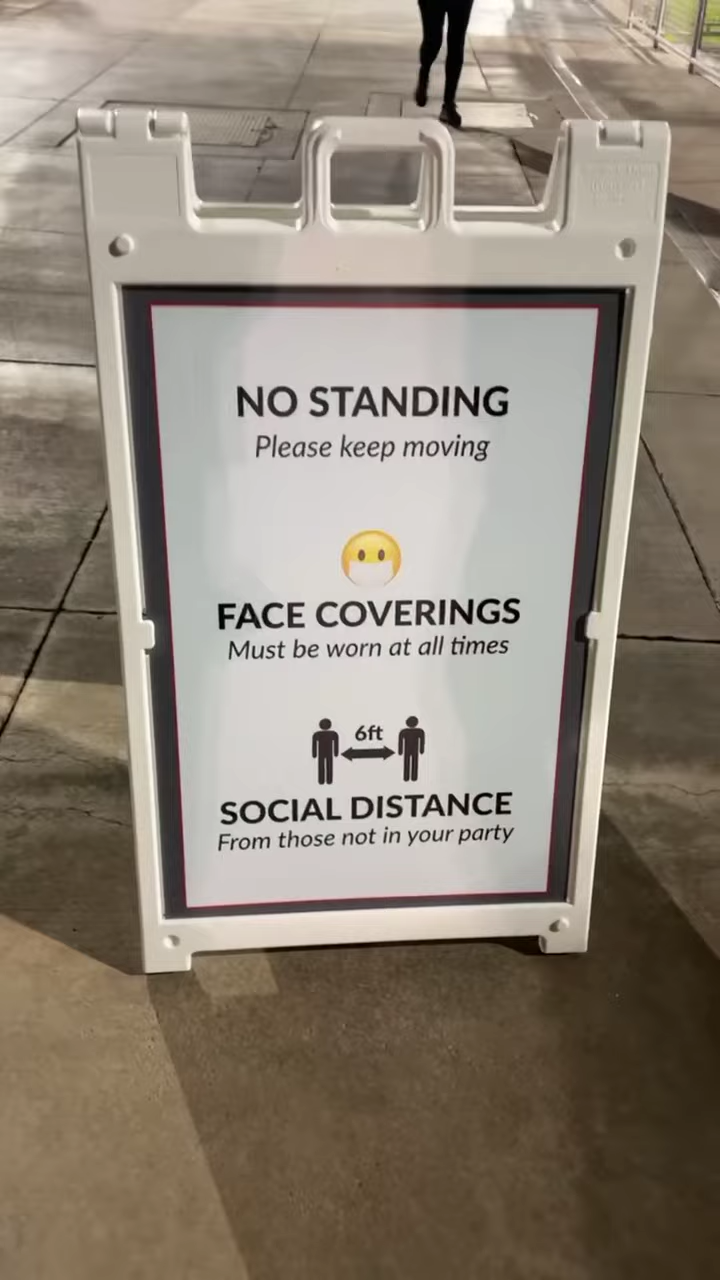 NO STANDING
Please keep moving
FACE COVERINGS
Must be worn at all times
6ft
SOCIAL DISTANCE
From those not in your party